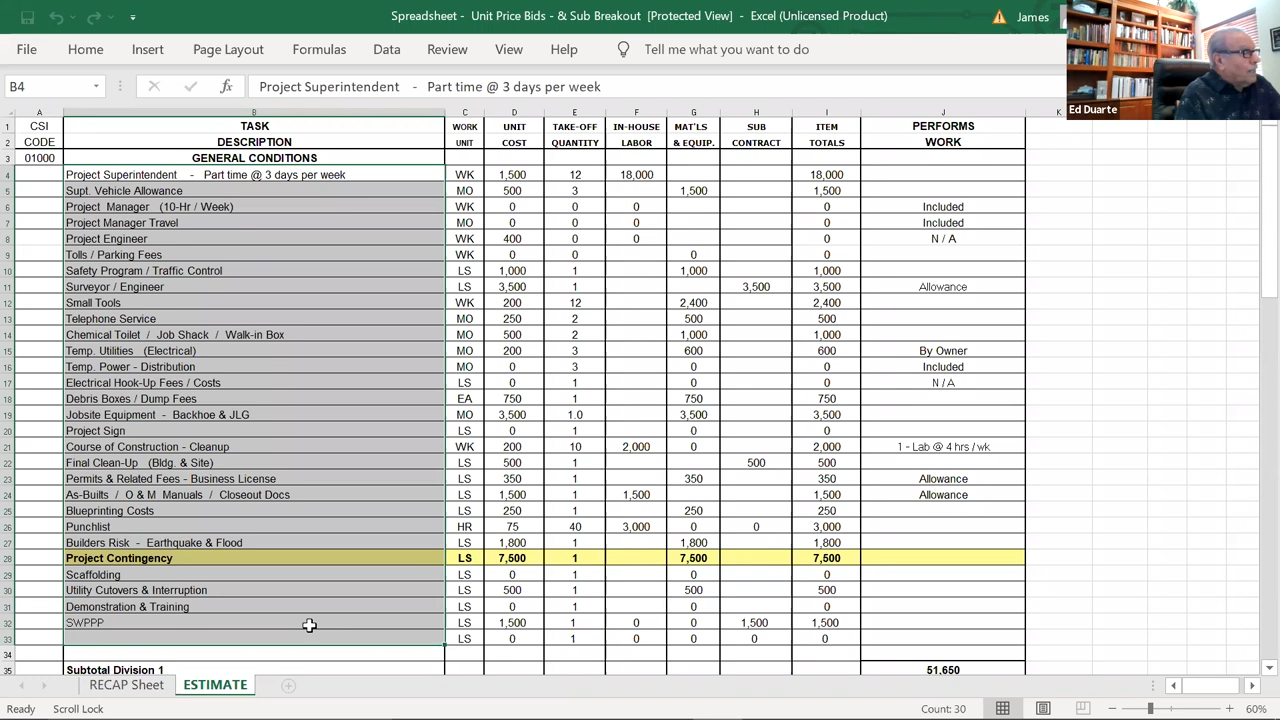 Spreadsheet - Unit Price Bids - & Sub Breakout [Protected View] - Excel (Unlicensed Product)
James
File Home Insert Page Layout Formulas Data Review View Help Tell me what you want to do
B4 fx Project Superintendent - Part time @ 3 days per week
Ed Duarte
A B C D E F G H I J K
1 CSI TASK WORK UNIT TAKE-OFF IN-HOUSE MAT'LS SUB ITEM PERFORMS
2 CODE DESCRIPTION UNIT COST QUANTITY LABOR & EQUIP. CONTRACT TOTALS WORK
3 01000 GENERAL CONDITIONS
4 Project Superintendent - Part time @ 3 days per week WK 1,500 12 18,000 18,000
5 Supt. Vehicle Allowance MO 500 3 1,500 1,500
6 Project Manager (10-Hr / Week) WK 0 0 0 0 Included
7 Project Manager Travel MO 0 0 0 0 Included
8 Project Engineer WK 400 0 0 0 N / A
9 Tolls / Parking Fees WK 0 0 0 0
10 Safety Program / Traffic Control LS 1,000 1 1,000 1,000
11 Surveyor / Engineer LS 3,500 1 3,500 3,500 Allowance
12 Small Tools WK 200 12 2,400 2,400
13 Telephone Service MO 250 2 500 500
14 Chemical Toilet / Job Shack / Walk-in Box MO 500 2 1,000 1,000
15 Temp. Utilities (Electrical) MO 200 3 600 600 By Owner
16 Temp. Power - Distribution MO 0 3 0 0 Included
17 Electrical Hook-Up Fees / Costs LS 0 1 0 0 N / A
18 Debris Boxes / Dump Fees EA 750 1 750 750
19 Jobsite Equipment - Backhoe & JLG MO 3,500 1.0 3,500 3,500
20 Project Sign LS 0 1 0 0
21 Course of Construction - Cleanup WK 200 10 2,000 0 2,000 1 - Lab @ 4 hrs / wk
22 Final Clean-Up (Bldg. & Site) LS 500 1 500 500
23 Permits & Related Fees - Business License LS 350 1 350 350 Allowance
24 As-Builts / O & M Manuals / Closeout Docs LS 1,500 1 1,500 1,500 Allowance
25 Blueprinting Costs LS 250 1 250 250
26 Punchlist HR 75 40 3,000 0 0 3,000
27 Builders Risk - Earthquake & Flood LS 1,800 1 1,800 1,800
28 Project Contingency LS 7,500 1 7,500 7,500
29 Scaffolding LS 0 1 0 0
30 Utility Cutovers & Interruption LS 500 1 500 500
31 Demonstration & Training LS 0 1 0 0
32 SWPPP LS 1,500 1 0 0 1,500 1,500
33 LS 0 1 0 0 0 0
34
35 Subtotal Division 1 51,650
RECAP Sheet ESTIMATE
Ready Scroll Lock Count: 30 60%